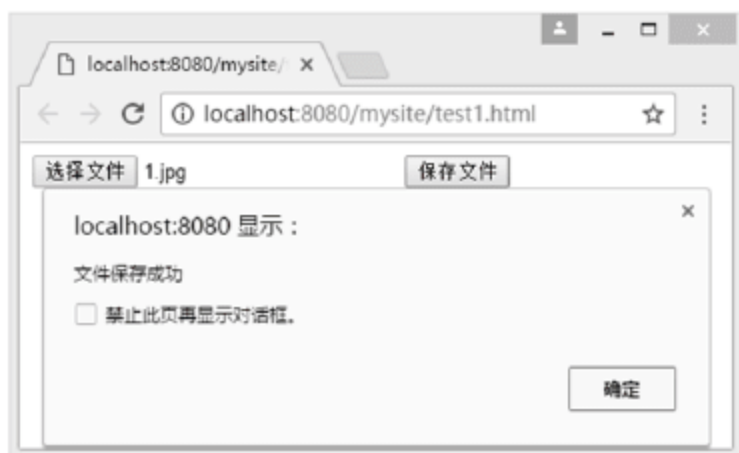 localhost:8080/mysite/
localhost:8080/mysite/test1.html
选择文件 1.jpg 保存文件
localhost:8080 显示：
文件保存成功
禁止此页再显示对话框。
确定